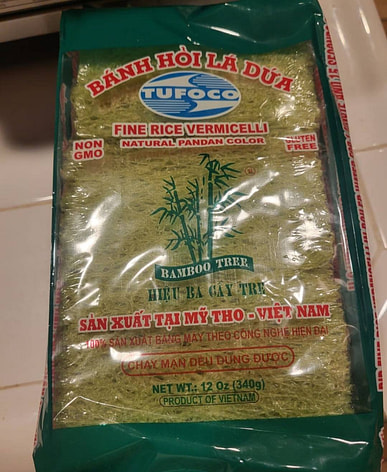 BÁNH HỎI LÁ DỨA
TUFOCO
FINE RICE VERMICELLI
NATURAL PANDAN COLOR
NON
GMO
GLUTEN
FREE
®
BAMBOO TREE
HIỆU BA CÂY TRE
SẢN XUẤT TẠI MỸ THO - VIỆT NAM
100% SẢN XUẤT BẰNG MÁY THEO CÔNG NGHỆ HIỆN ĐẠI
CHAY MẶN ĐỀU DÙNG ĐƯỢC
NET WT.: 12 Oz (340g)
PRODUCT OF VIETNAM